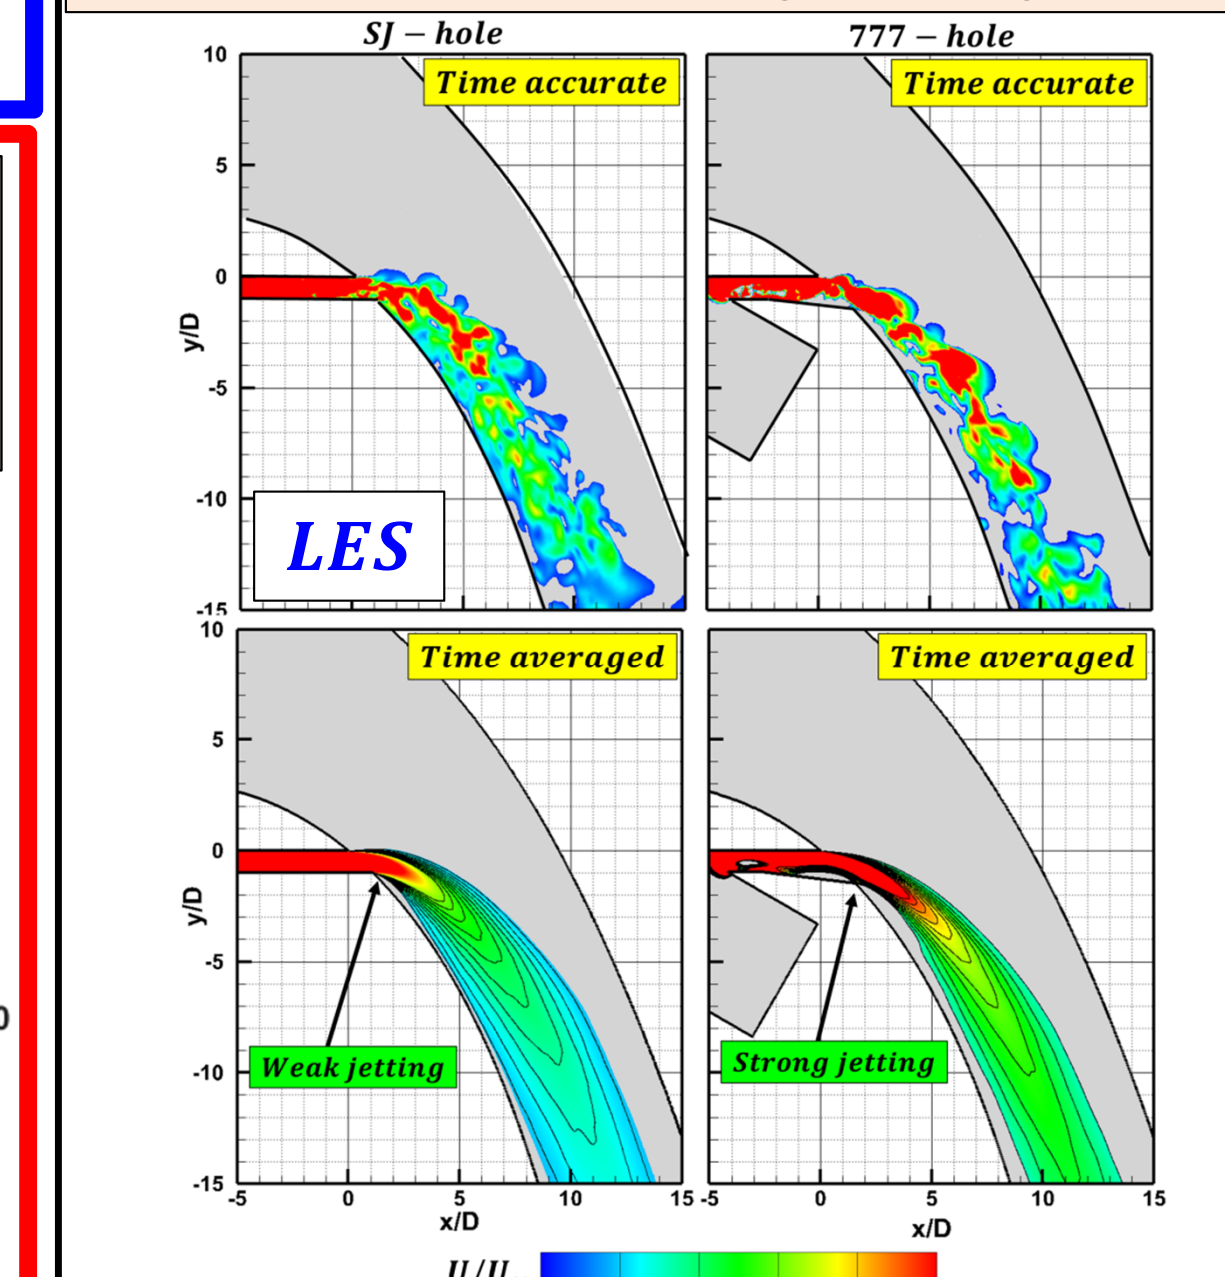 SJ − hole
777 − hole
Time accurate
Time accurate
10
5
0
-5
-10
-15
y/D
LES
Time averaged
Time averaged
10
5
0
-5
-10
-15
y/D
Weak jetting
Strong jetting
-5 0 5 10 15
-5 0 5 10 15
x/D
x/D
0